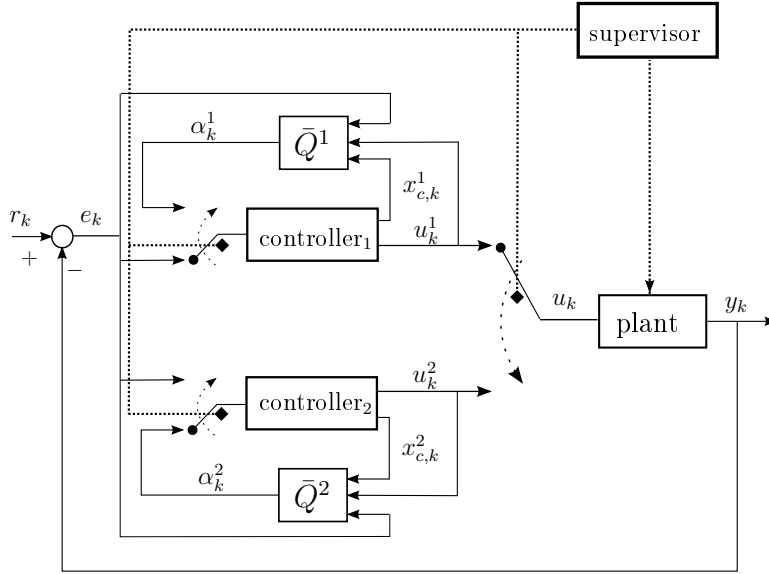 supervisor
α_k^1
Q̄^1
x_{c,k}^1
r_k
e_k
controller_1
u_k^1
+
−
u_k
plant
y_k
u_k^2
controller_2
x_{c,k}^2
α_k^2
Q̄^2